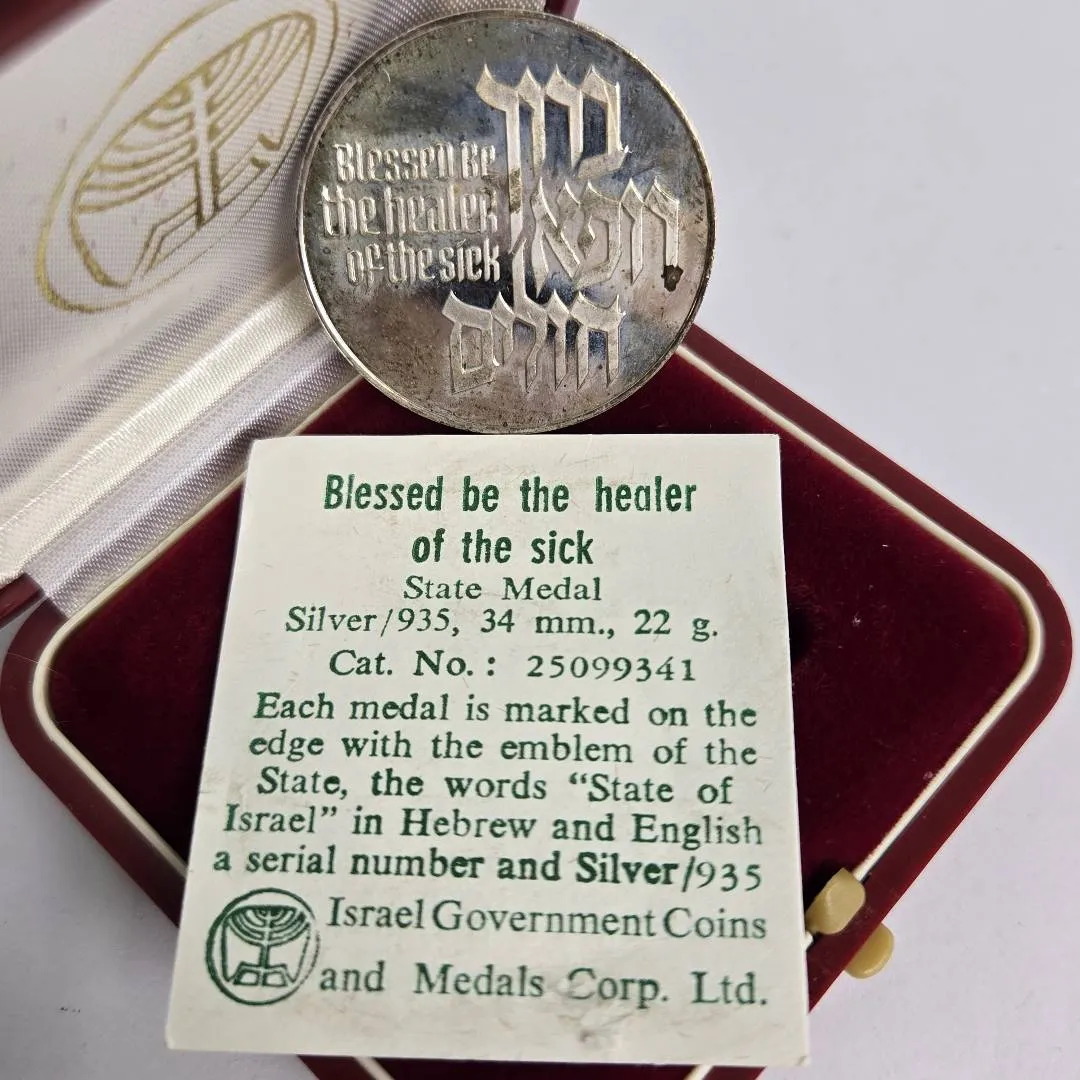 Blessed Be
the healer
of the sick
ברוך
רופא
חולים
Blessed be the healer
of the sick
State Medal
Silver/935, 34 mm., 22 g.
Cat. No.: 25099341
Each medal is marked on the
edge with the emblem of the
State, the words “State of
Israel” in Hebrew and English
a serial number and Silver/935
Israel Government Coins
and Medals Corp. Ltd.